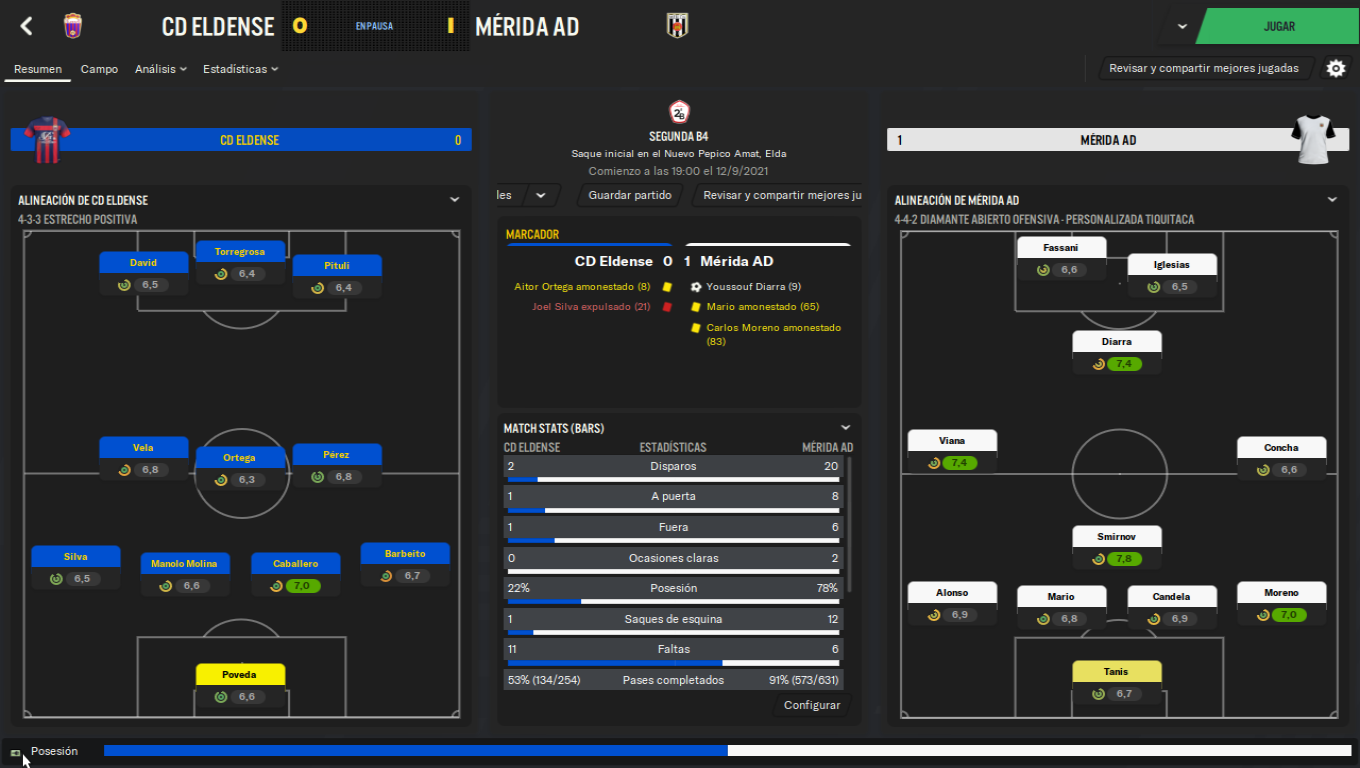 CD ELDENSE 0 EN PAUSA 1 MÉRIDA AD
JUGAR
Resumen Campo Análisis Estadísticas
Revisar y compartir mejores jugadas
CD ELDENSE 0
2ªB
SEGUNDA B4
Saque inicial en el Nuevo Pepico Amat, Elda
Comienzo a las 19:00 el 12/9/2021
les Guardar partido Revisar y compartir mejores ju
1 MÉRIDA AD
ALINEACIÓN DE CD ELDENSE
4-3-3 ESTRECHO POSITIVA
David
6,5
Torregrosa
6,4
Pituli
6,4
Vela
6,8
Ortega
6,3
Pérez
6,8
Silva
6,5
Manolo Molina
6,6
Caballero
7,0
Barbeito
6,7
Poveda
6,6
MARCADOR
CD Eldense 0 1 Mérida AD
Aitor Ortega amonestado (8)
Joel Silva expulsado (21)
Youssouf Diarra (9)
Mario amonestado (65)
Carlos Moreno amonestado
(83)
MATCH STATS (BARS)
CD ELDENSE ESTADÍSTICAS MÉRIDA AD
2 Disparos 20
1 A puerta 8
1 Fuera 6
0 Ocasiones claras 2
22% Posesión 78%
1 Saques de esquina 12
11 Faltas 6
53% (134/254) Pases completados 91% (573/631)
Configurar
ALINEACIÓN DE MÉRIDA AD
4-4-2 DIAMANTE ABIERTO OFENSIVA - PERSONALIZADA TIQUITACA
Fassani
6,6
Iglesias
6,5
Diarra
7,4
Viana
7,4
Concha
6,6
Smirnov
7,8
Alonso
6,9
Mario
6,8
Candela
6,9
Moreno
7,0
Tanis
6,7
Posesión